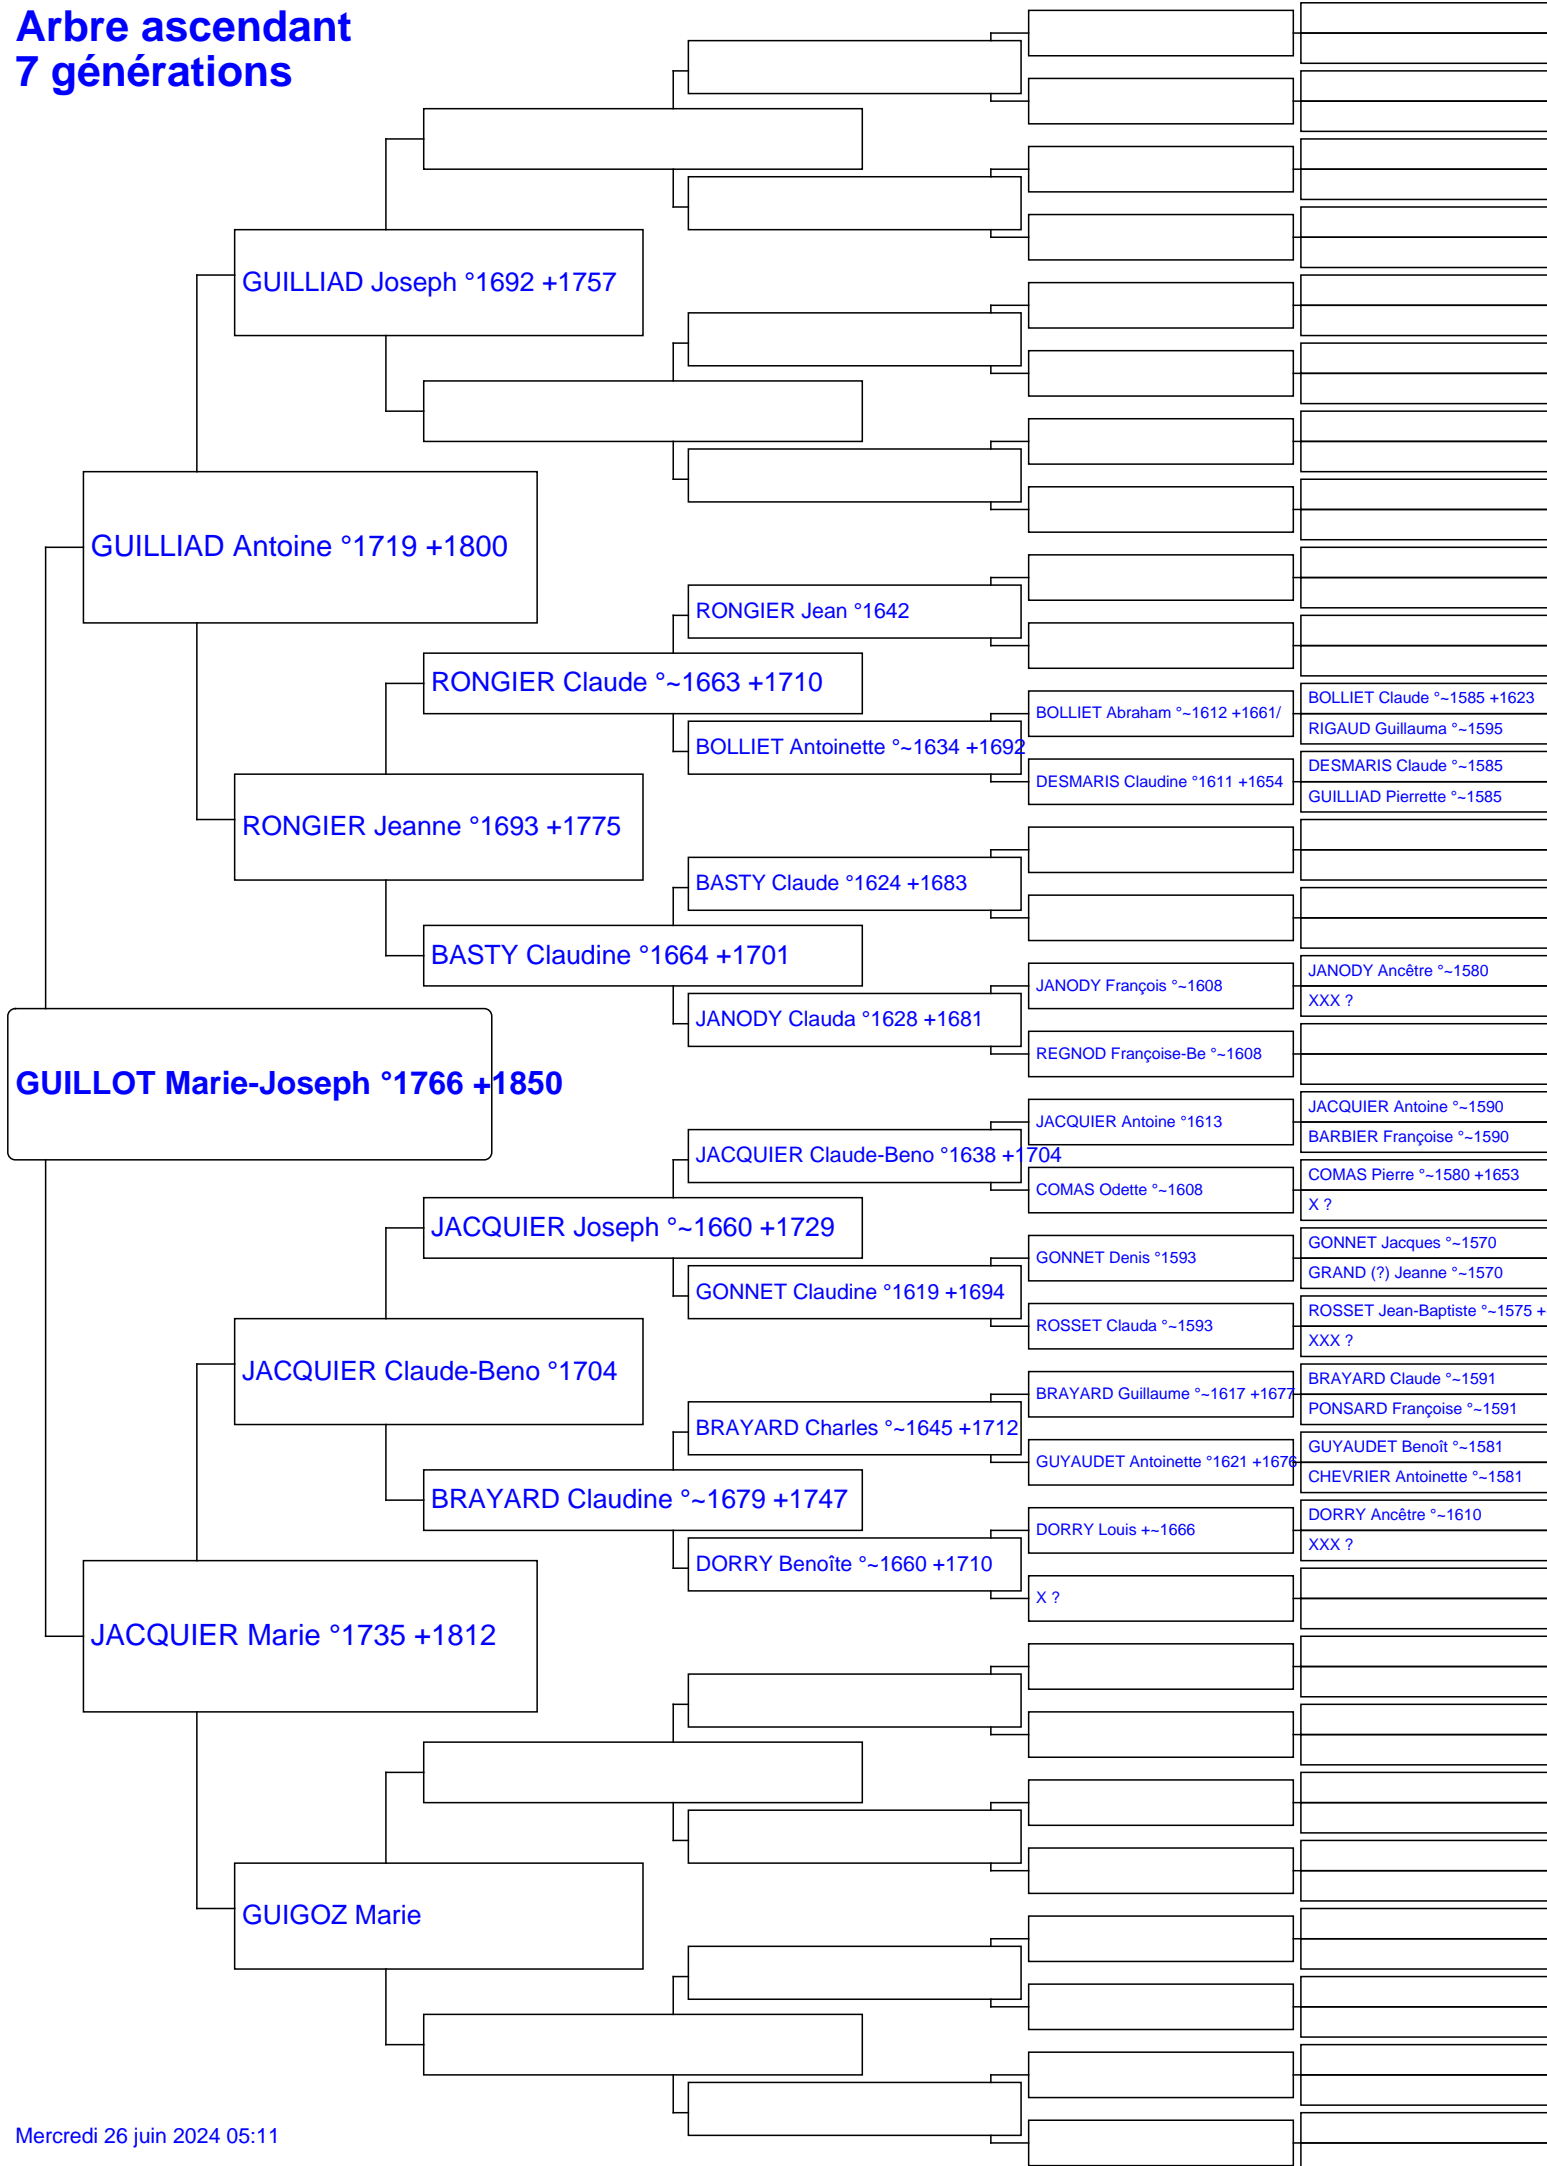 Arbre ascendant
7 générations
GUILLIAD Joseph °1692 +1757
GUILLIAD Antoine °1719 +1800
RONGIER Jean °1642
RONGIER Claude °~1663 +1710
BOLLIET Abraham °~1612 +1661/
BOLLIET Claude °~1585 +1623
RIGAUD Guillauma °~1595
BOLLIET Antoinette °~1634 +1692
DESMARIS Claudine °1611 +1654
DESMARIS Claude °~1585
GUILLIAD Pierrette °~1585
RONGIER Jeanne °1693 +1775
BASTY Claude °1624 +1683
BASTY Claudine °1664 +1701
JANODY François °~1608
JANODY Ancêtre °~1580
XXX ?
JANODY Clauda °1628 +1681
REGNOD Françoise-Be °~1608
GUILLOT Marie-Joseph °1766 +1850
JACQUIER Antoine °1613
JACQUIER Antoine °~1590
BARBIER Françoise °~1590
JACQUIER Claude-Beno °1638 +1704
COMAS Odette °~1608
COMAS Pierre °~1580 +1653
X ?
JACQUIER Joseph °~1660 +1729
GONNET Denis °1593
GONNET Jacques °~1570
GRAND (?) Jeanne °~1570
GONNET Claudine °1619 +1694
ROSSET Clauda °~1593
ROSSET Jean-Baptiste °~1575 +
XXX ?
JACQUIER Claude-Beno °1704
BRAYARD Guillaume °~1617 +1677
BRAYARD Claude °~1591
PONSARD Françoise °~1591
BRAYARD Charles °~1645 +1712
GUYAUDET Antoinette °1621 +1676
GUYAUDET Benoît °~1581
CHEVRIER Antoinette °~1581
BRAYARD Claudine °~1679 +1747
DORRY Louis +~1666
DORRY Ancêtre °~1610
XXX ?
DORRY Benoîte °~1660 +1710
X ?
JACQUIER Marie °1735 +1812
GUIGOZ Marie
Mercredi 26 juin 2024 05:11